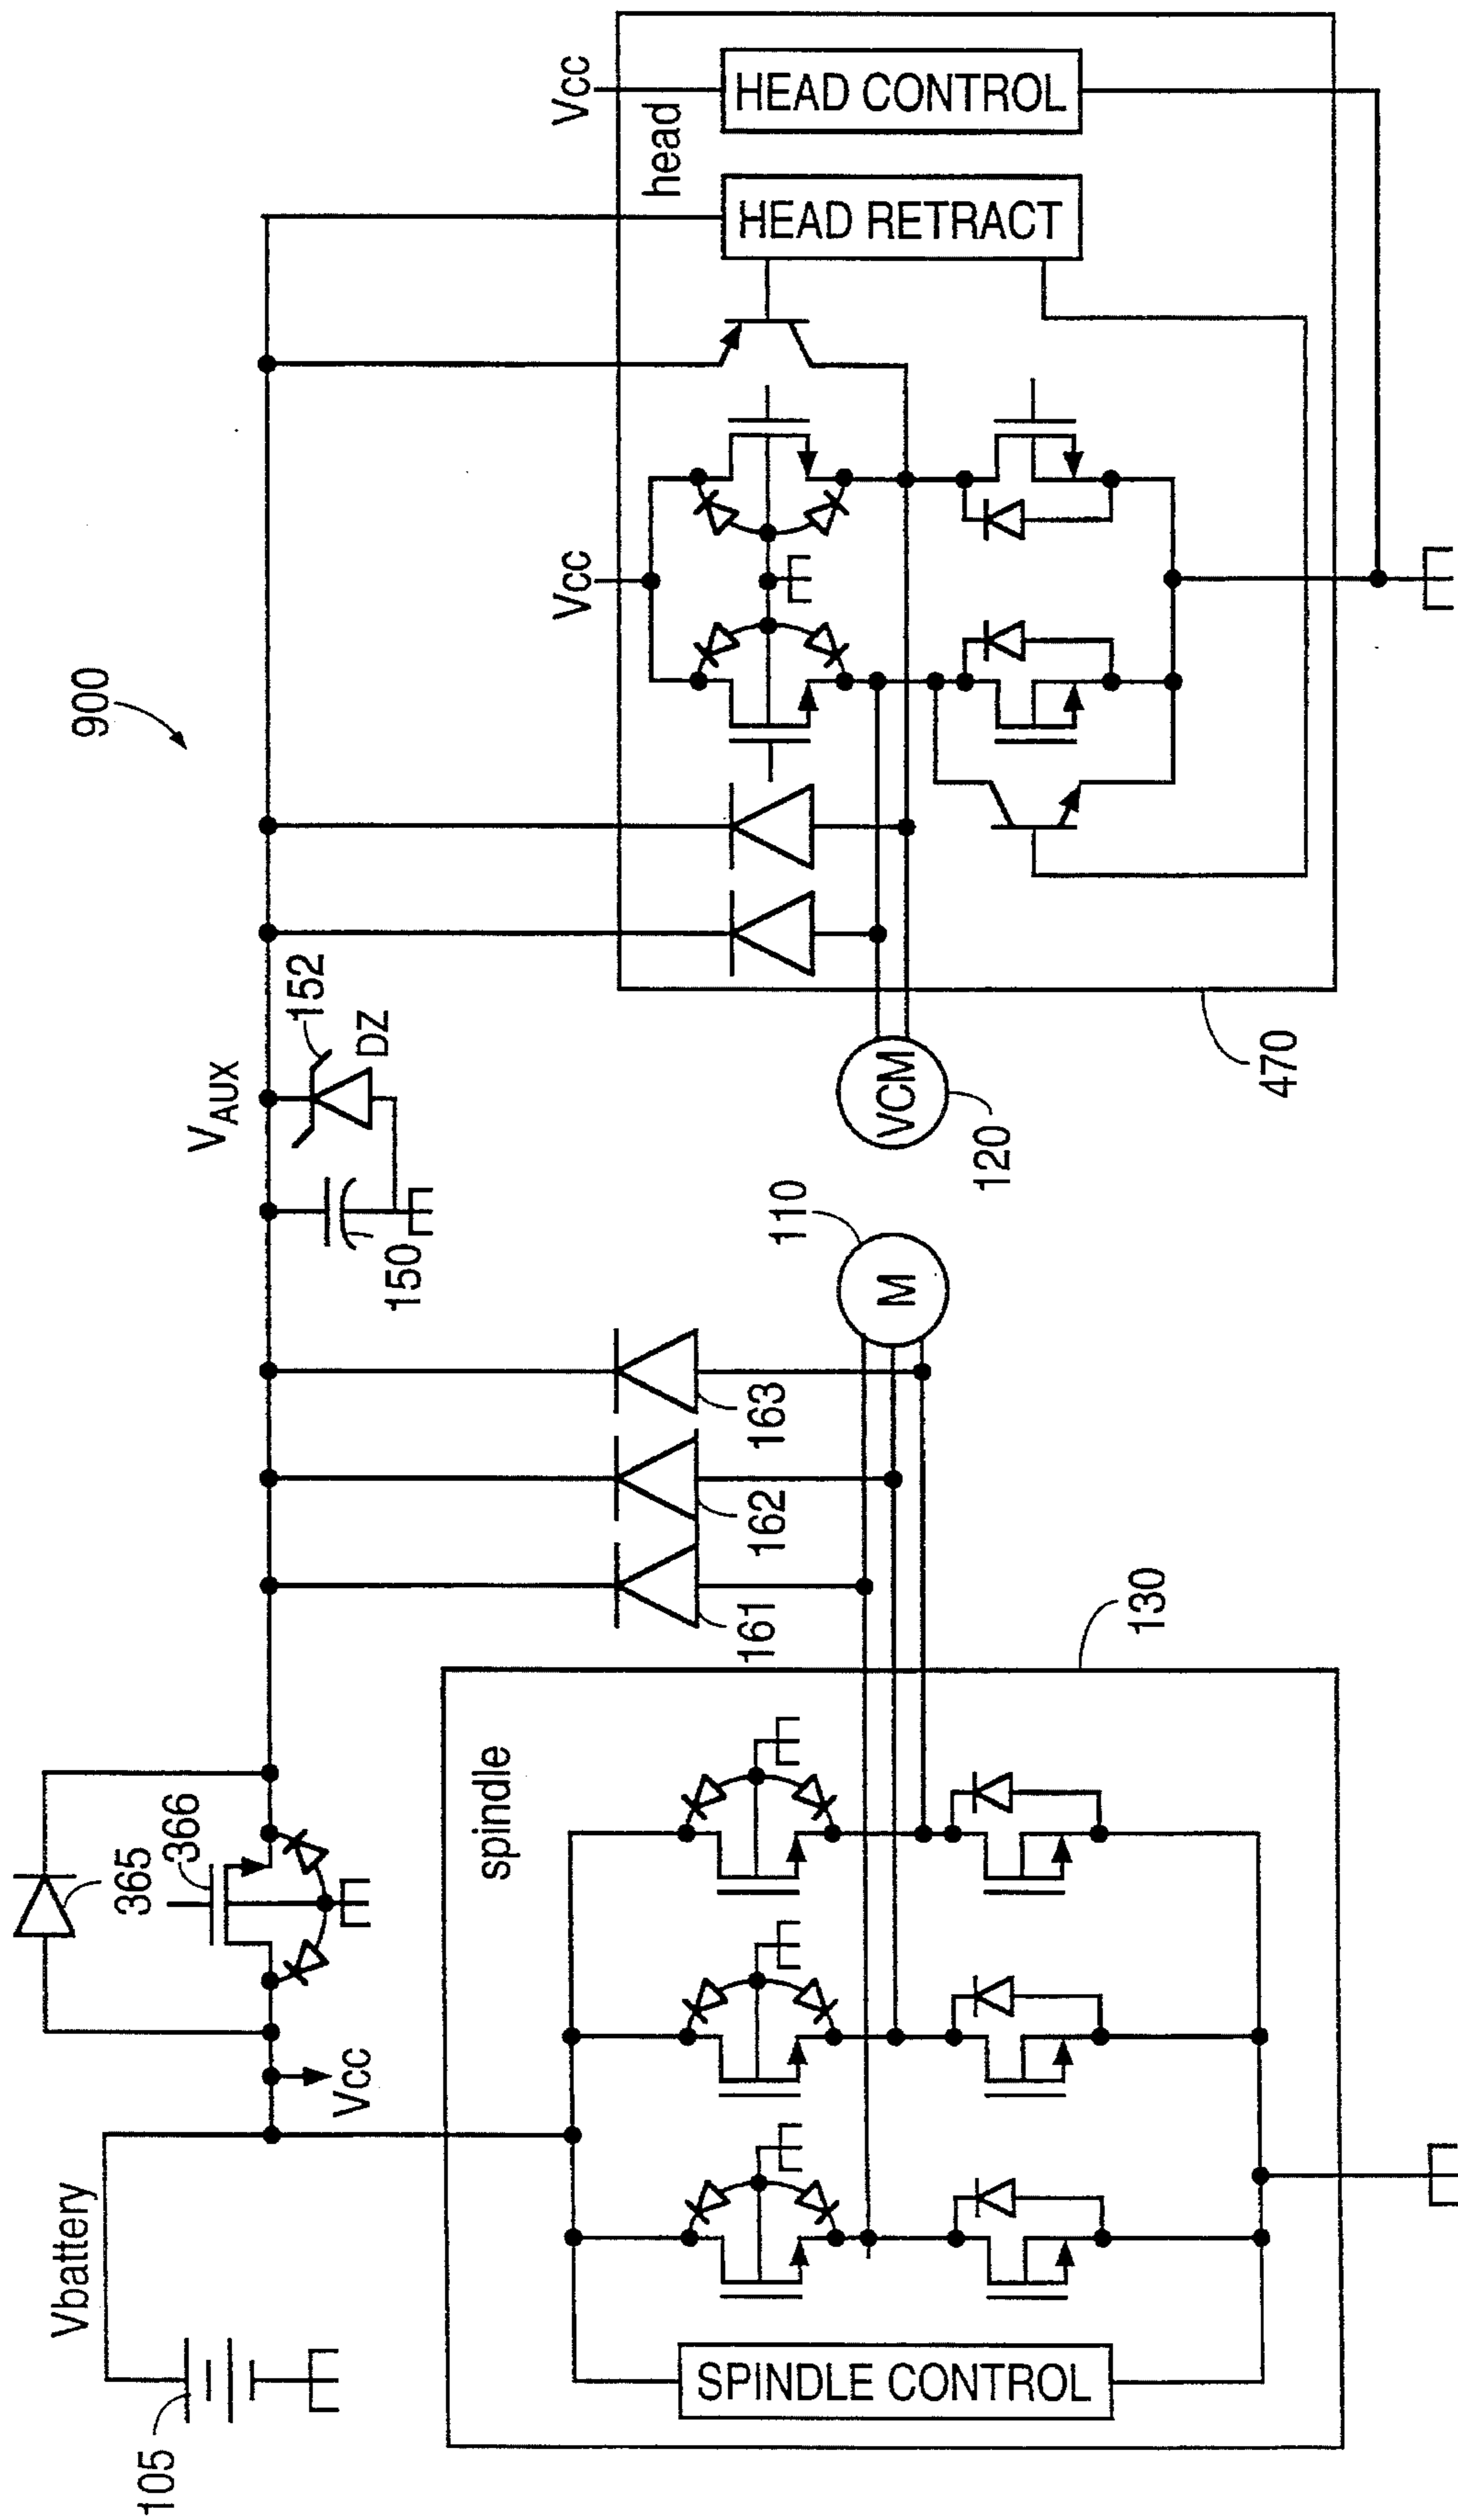 900
105
Vbattery
Vcc
365
366
VAUX
150
152
DZ
161
162
163
110
M
VCM
120
130
spindle
SPINDLE CONTROL
470
head
Vcc
Vcc
HEAD RETRACT
HEAD CONTROL